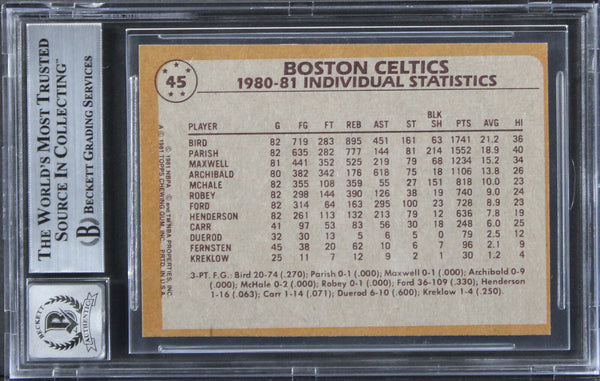 THE WORLD'S MOST TRUSTED
SOURCE IN COLLECTING™
BECKETT GRADING SERVICES
BECKETT
AUTHENTIC
45
BOSTON CELTICS
1980-81 INDIVIDUAL STATISTICS
PLAYER G FG FT REB AST ST BLK SH PTS AVG HI
BIRD 82 719 283 895 451 161 63 1741 21.2 36
PARISH 82 635 282 777 144 81 214 1552 18.9 40
MAXWELL 81 441 352 525 219 79 68 1234 15.2 34
ARCHIBALD 80 382 342 176 618 75 18 1106 13.8 26
McHALE 82 355 108 359 55 27 151 818 10.0 23
ROBEY 82 298 144 390 126 38 19 740 9.0 24
FORD 82 314 64 163 295 100 23 728 8.9 23
HENDERSON 82 261 113 132 213 79 12 636 7.8 19
CARR 41 97 53 83 56 30 18 248 6.0 25
DUEROD 32 30 13 5 6 5 0 79 2.5 12
FERNSTEN 45 38 20 62 10 6 7 96 2.1 9
KREKLOW 25 11 7 12 9 2 1 30 1.2 4
3-PT. F.G.: Bird 20-74 (.270); Parish 0-1 (.000); Maxwell 0-1 (.000); Archibald 0-9
(.000); McHale 0-2 (.000); Robey 0-1 (.000); Ford 36-109 (.330); Henderson
1-16 (.063); Carr 1-14 (.071); Duerod 6-10 (.600); Kreklow 1-4 (.250).
© 1981 TOPPS CHEWING GUM, INC. PRTD. IN U.S.A.
© 1981 NBPA